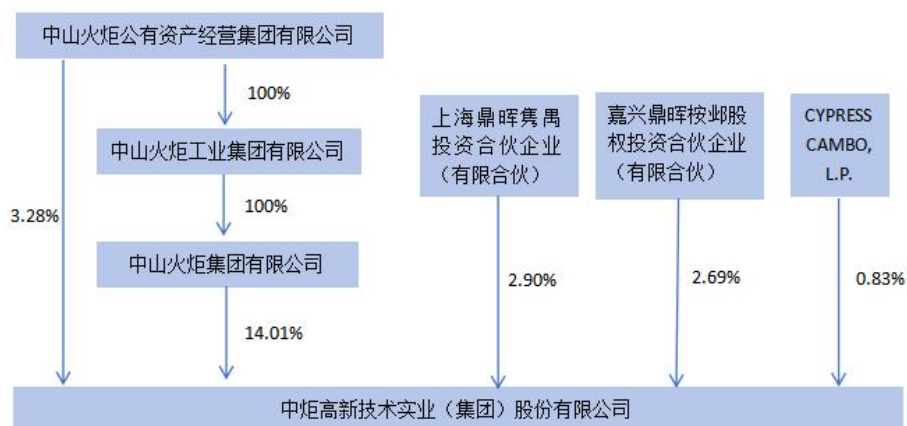 中山火炬公有资产经营集团有限公司
100%
中山火炬工业集团有限公司
100%
3.28%
中山火炬集团有限公司
14.01%
上海鼎晖隽禺
投资合伙企业
（有限合伙）
2.90%
嘉兴鼎晖桉邺股
权投资合伙企业
（有限合伙）
2.69%
CYPRESS
CAMBO,
L.P.
0.83%
中炬高新技术实业（集团）股份有限公司